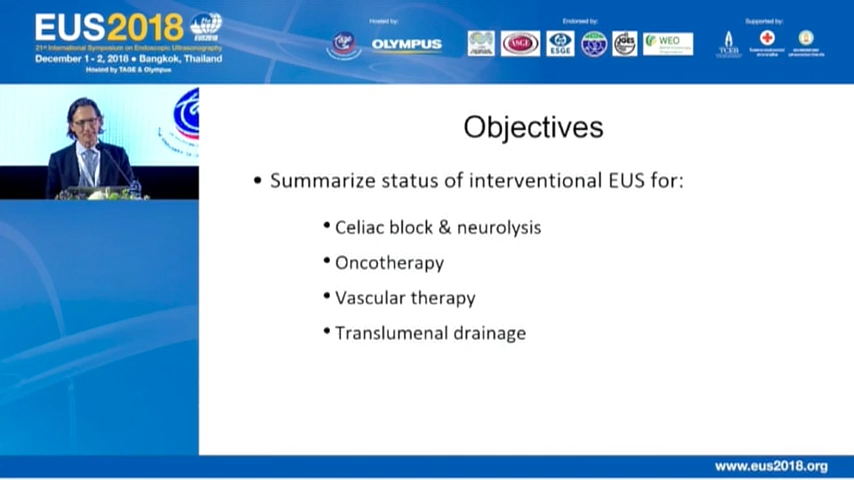 EUS2018
EUS2018
21st International Symposium on Endoscopic Ultrasonography
December 1 - 2, 2018 • Bangkok, Thailand
Hosted by TAGE & Olympus
Hosted by:
OLYMPUS
Endorsed by:
ASGE
ESGE
JGES
WEO
Supported by:
TCEB
Objectives
• Summarize status of interventional EUS for:
• Celiac block & neurolysis
• Oncotherapy
• Vascular therapy
• Translumenal drainage
www.eus2018.org